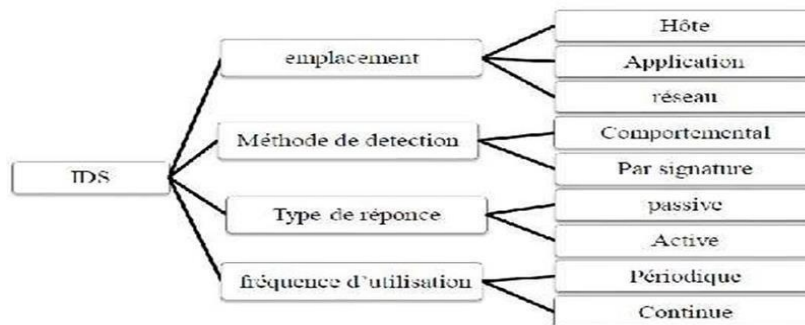 IDS
emplacement
Hôte
Application
réseau
Méthode de detection
Comportemental
Par signature
Type de réponce
passive
Active
fréquence d'utilisation
Périodique
Continue